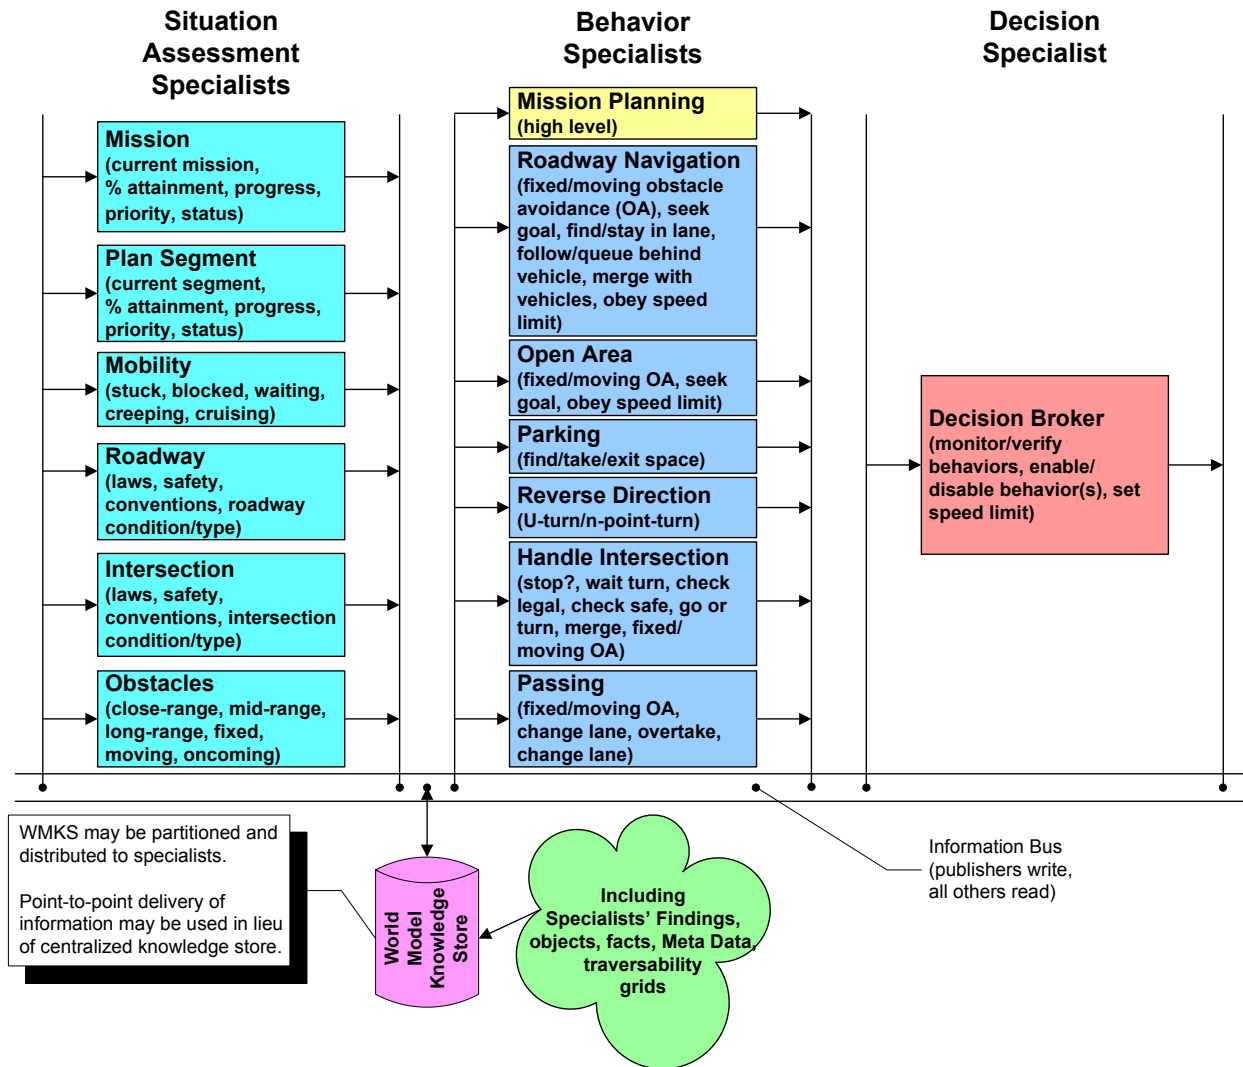 Situation
Assessment
Specialists
Behavior
Specialists
Decision
Specialist
Mission
(current mission,
% attainment, progress,
priority, status)
Plan Segment
(current segment,
% attainment, progress,
priority, status)
Mobility
(stuck, blocked, waiting,
creeping, cruising)
Roadway
(laws, safety,
conventions, roadway
condition/type)
Intersection
(laws, safety,
conventions, intersection
condition/type)
Obstacles
(close-range, mid-range,
long-range, fixed,
moving, oncoming)
Mission Planning
(high level)
Roadway Navigation
(fixed/moving obstacle
avoidance (OA), seek
goal, find/stay in lane,
follow/queue behind
vehicle, merge with
vehicles, obey speed
limit)
Open Area
(fixed/moving OA, seek
goal, obey speed limit)
Parking
(find/take/exit space)
Reverse Direction
(U-turn/n-point-turn)
Handle Intersection
(stop?, wait turn, check
legal, check safe, go or
turn, merge, fixed/
moving OA)
Passing
(fixed/moving OA,
change lane, overtake,
change lane)
Decision Broker
(monitor/verify
behaviors, enable/
disable behavior(s), set
speed limit)
WMKS may be partitioned and
distributed to specialists.
Point-to-point delivery of
information may be used in lieu
of centralized knowledge store.
World
Model
Knowledge
Store
Including
Specialists' Findings,
objects, facts, Meta Data,
traversability
grids
Information Bus
(publishers write,
all others read)